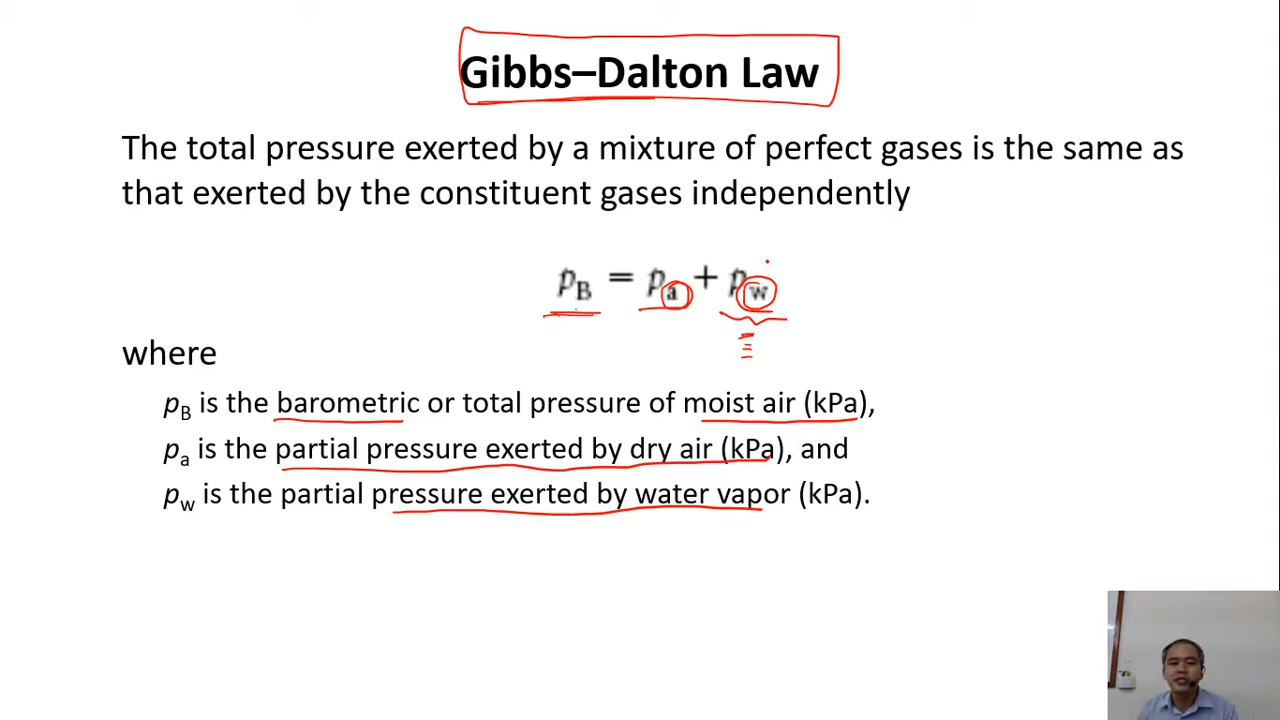 Gibbs–Dalton Law
The total pressure exerted by a mixture of perfect gases is the same as
that exerted by the constituent gases independently
pB = pa + pw
where
pB is the barometric or total pressure of moist air (kPa),
pa is the partial pressure exerted by dry air (kPa), and
pw is the partial pressure exerted by water vapor (kPa).